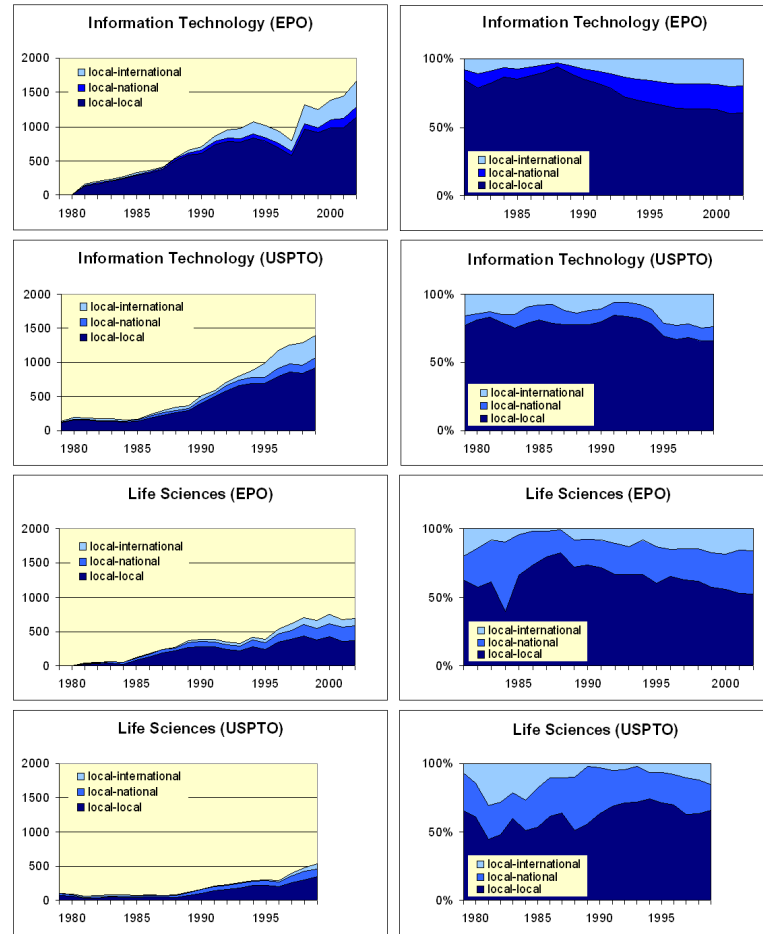 Information Technology (EPO)
2000
1500
1000
500
0
local-international
local-national
local-local
1980 1985 1990 1995 2000
Information Technology (EPO)
100%
50%
0%
local-international
local-national
local-local
1985 1990 1995 2000
Information Technology (USPTO)
2000
1500
1000
500
0
local-international
local-national
local-local
1980 1985 1990 1995
Information Technology (USPTO)
100%
50%
0%
local-international
local-national
local-local
1980 1985 1990 1995
Life Sciences (EPO)
2000
1500
1000
500
0
local-international
local-national
local-local
1980 1985 1990 1995 2000
Life Sciences (EPO)
100%
50%
0%
local-international
local-national
local-local
1985 1990 1995 2000
Life Sciences (USPTO)
2000
1500
1000
500
0
local-international
local-national
local-local
1980 1985 1990 1995
Life Sciences (USPTO)
100%
50%
0%
local-international
local-national
local-local
1980 1985 1990 1995